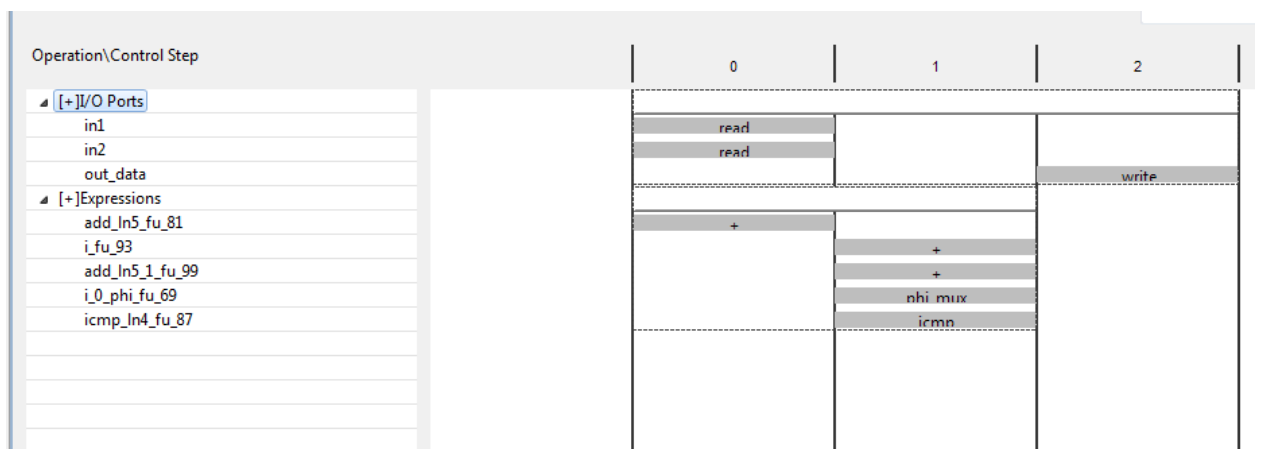 Operation\Control Step 0 1 2
[+]I/O Ports
in1 read
in2 read
out_data write
[+]Expressions
add_ln5_fu_81 +
i_fu_93 +
add_ln5_1_fu_99 +
i_0_phi_fu_69 phi_mux
icmp_ln4_fu_87 icmp